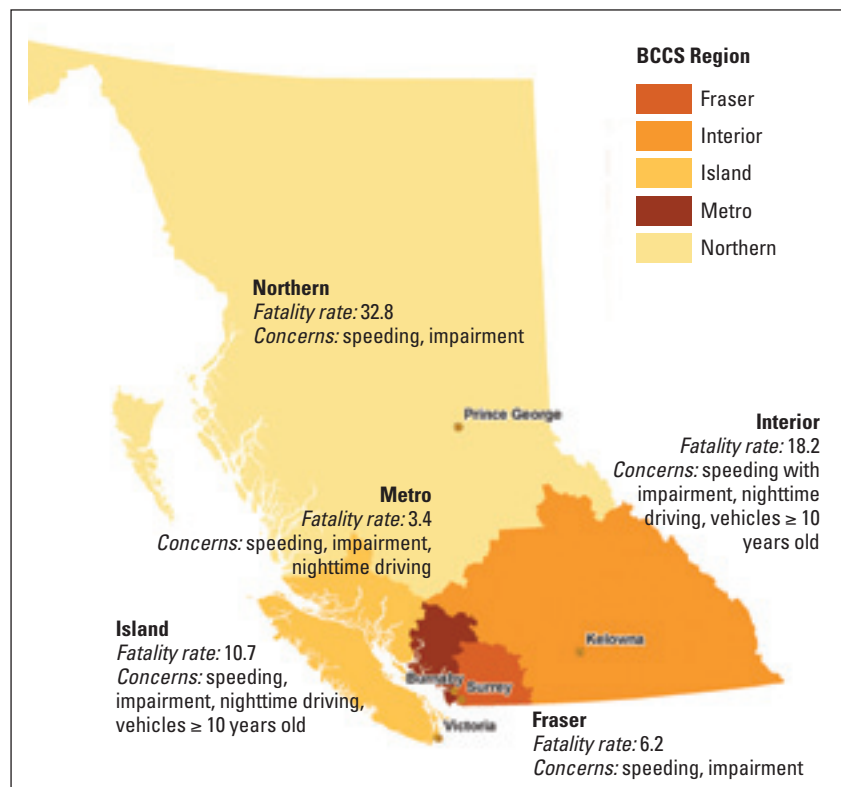 BCCS Region
Fraser
Interior
Island
Metro
Northern
Northern
Fatality rate: 32.8
Concerns: speeding, impairment
Prince George
Interior
Fatality rate: 18.2
Concerns: speeding with
impairment, nighttime
driving, vehicles ≥ 10
years old
Metro
Fatality rate: 3.4
Concerns: speeding, impairment,
nighttime driving
Island
Fatality rate: 10.7
Concerns: speeding,
impairment, nighttime driving,
vehicles ≥ 10 years old
Kelowna
Burnaby
Surrey
Victoria
Fraser
Fatality rate: 6.2
Concerns: speeding, impairment